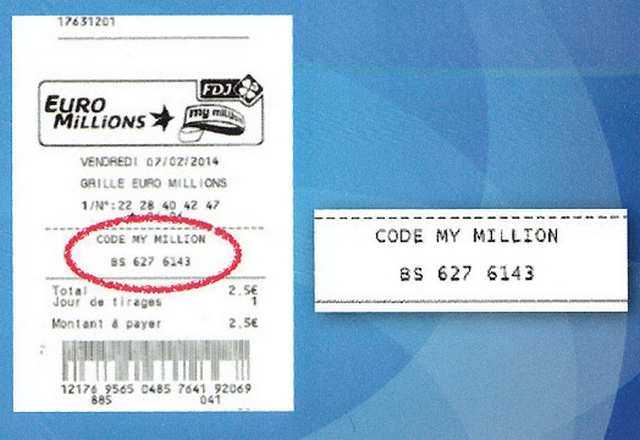 17631201
FDJ
EURO
MILLIONS
my million
VENDREDI 07/02/2014
GRILLE EURO MILLIONS
1/N°:22 28 40 42 47
CODE MY MILLION
BS 627 6143
Total 2.5€
Jour de tirages 1
Montant à payer 2.5€
12176 9565 0485 7641 92069
885 041
CODE MY MILLION
BS 627 6143